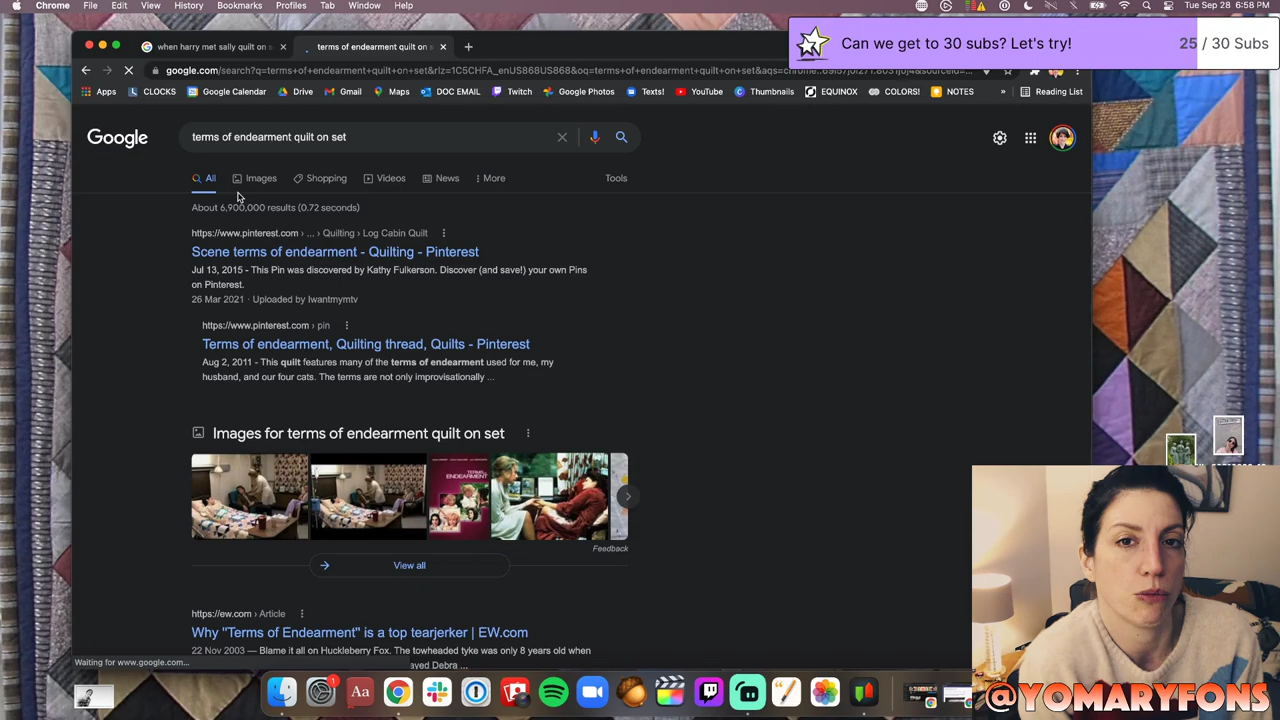 Chrome File Edit View History Bookmarks Profiles Tab Window Help
Tue Sep 28 6:58 PM
Can we get to 30 subs? Let's try!
25 / 30 Subs
when harry met sally quilt on s
terms of endearment quilt on s
Apps CLOCKS Google Calendar Drive Gmail Maps DOC EMAIL Twitch Google Photos Texts! YouTube Thumbnails EQUINOX COLORS! NOTES » Reading List
Google
terms of endearment quilt on set
All Images Shopping Videos News More Tools
About 6,900,000 results (0.72 seconds)
https://www.pinterest.com › ... › Quilting › Log Cabin Quilt
Scene terms of endearment - Quilting - Pinterest
Jul 13, 2015 - This Pin was discovered by Kathy Fulkerson. Discover (and save!) your own Pins
on Pinterest.
26 Mar 2021 · Uploaded by Iwantmymtv
https://www.pinterest.com › pin
Terms of endearment, Quilting thread, Quilts - Pinterest
Aug 2, 2011 - This quilt features many of the terms of endearment used for me, my
husband, and our four cats. The terms are not only improvisationally ...
Images for terms of endearment quilt on set
ENDEARMENT
Feedback
View all
https://ew.com › Article
Why "Terms of Endearment" is a top tearjerker | EW.com
22 Nov 2003 — Blame it all on Huckleberry Fox. The towheaded tyke was only 8 years old when
aved Debra ...
Waiting for www.google.com...
1
Aa
@YOMARYFONS